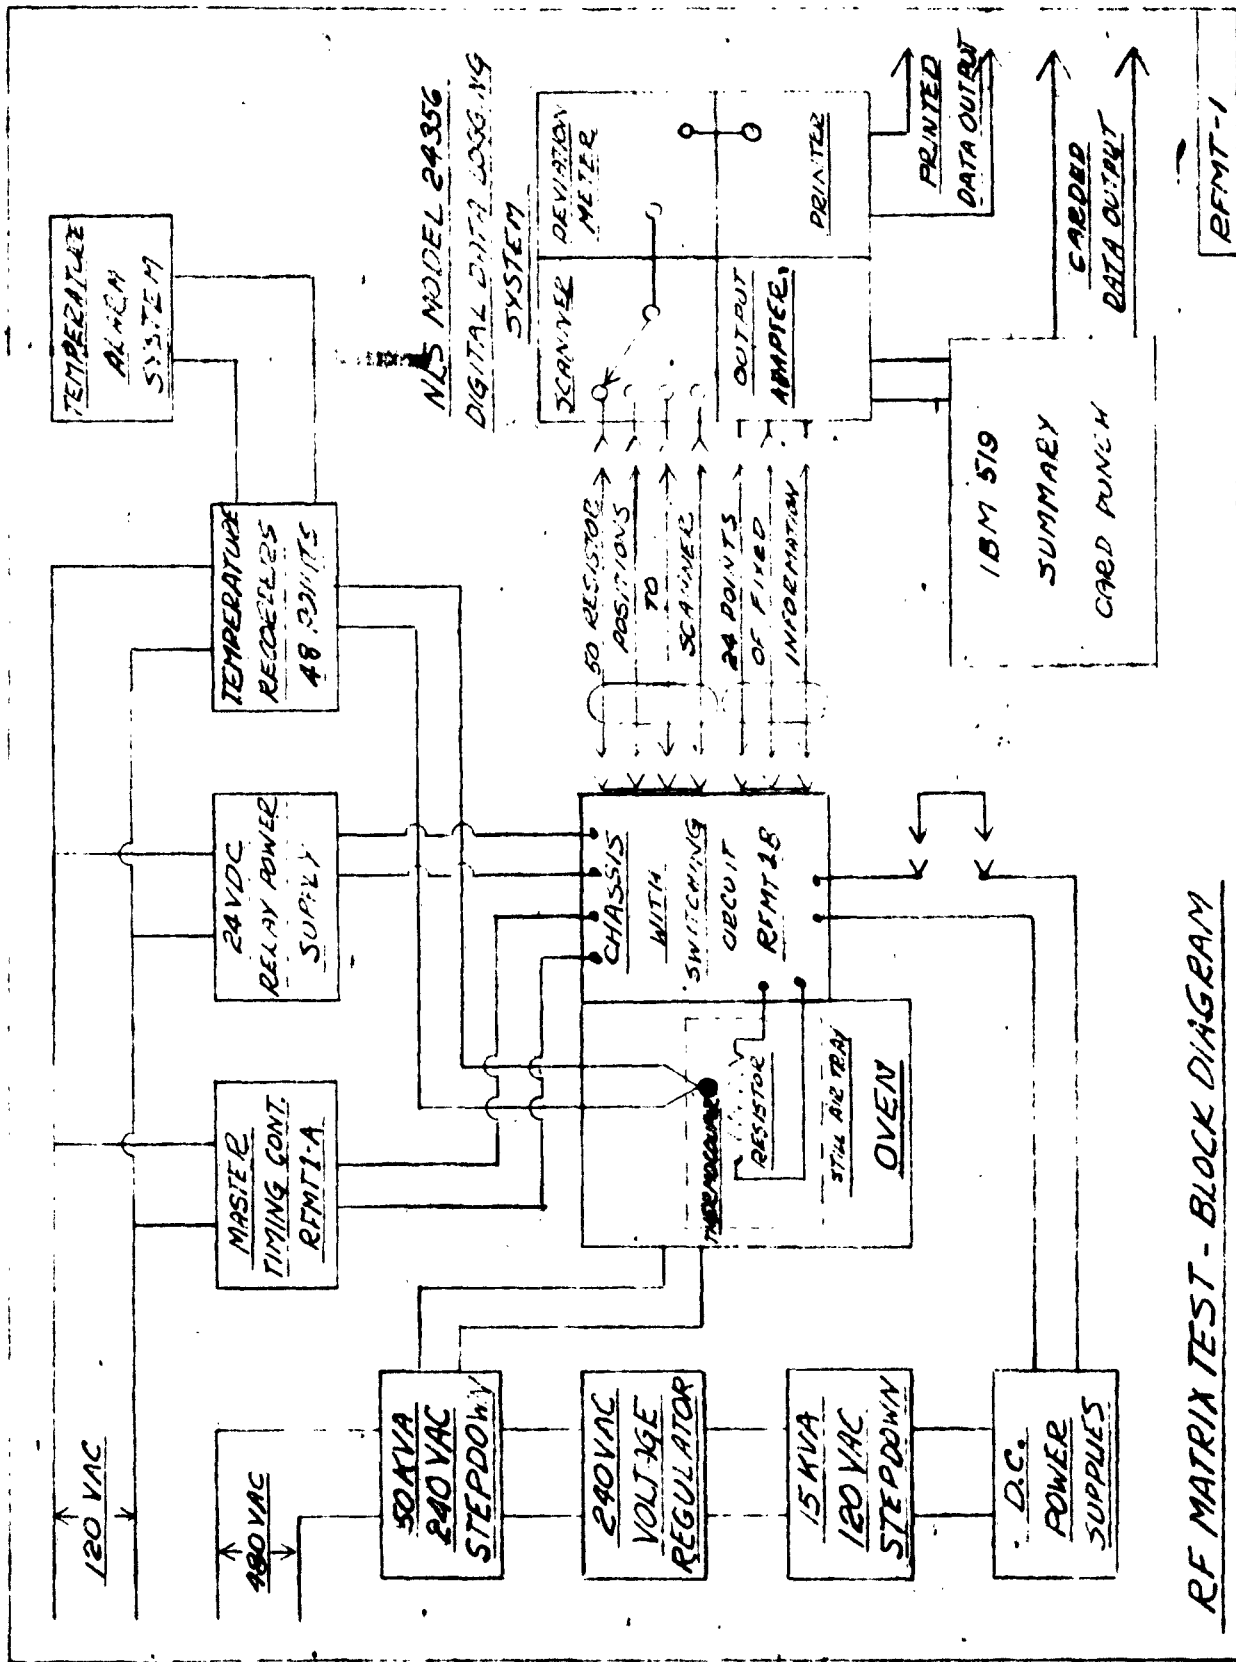 120 VAC
480 VAC
MASTER
TIMING CONT.
RFMT1-A
24 VDC
RELAY POWER
SUPPLY
TEMPERATURE
RECORDERS
48 POINTS
TEMPERATURE
ALARM
SYSTEM
NLS MODEL 24356
DIGITAL DATA LOGGING
SYSTEM
50 KVA
240 VAC
STEPDOWN
240 VAC
VOLTAGE
REGULATOR
15 KVA
120 VAC
STEPDOWN
D.C.
POWER
SUPPLIES
THERMOCOUPLE
RESISTOR
STILL AIR TRAY
OVEN
CHASSIS
WITH
SWITCHING
CIRCUIT
RFMT 1B
50 RESISTOR
POSITIONS
TO
SCANNER
24 POINTS
OF FIXED
INFORMATION
SCANNER
DEVIATION
METER
OUTPUT
ADAPTER
PRINTER
PRINTED
DATA OUTPUT
IBM 519
SUMMARY
CARD PUNCH
CARDED
DATA OUTPUT
RF MATRIX TEST - BLOCK DIAGRAM
RFMT-1